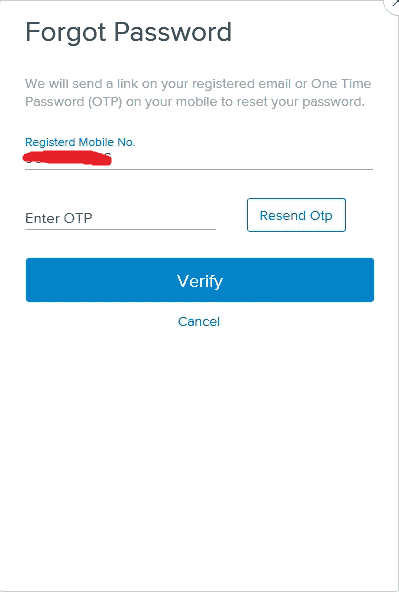 Forgot Password
We will send a link on your registered email or One Time
Password (OTP) on your mobile to reset your password.
Registerd Mobile No.
Enter OTP
Resend Otp
Verify
Cancel